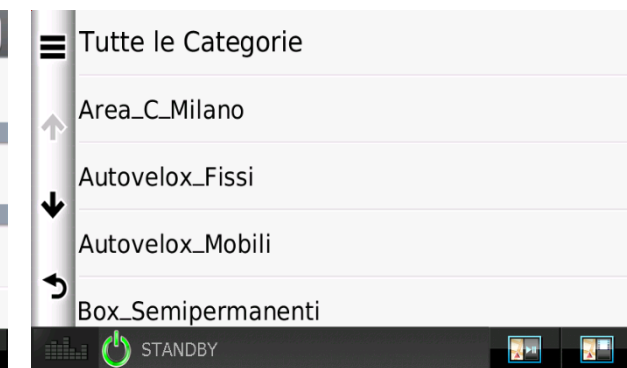 Tutte le Categorie
Area_C_Milano
Autovelox_Fissi
Autovelox_Mobili
Box_Semipermanenti
STANDBY